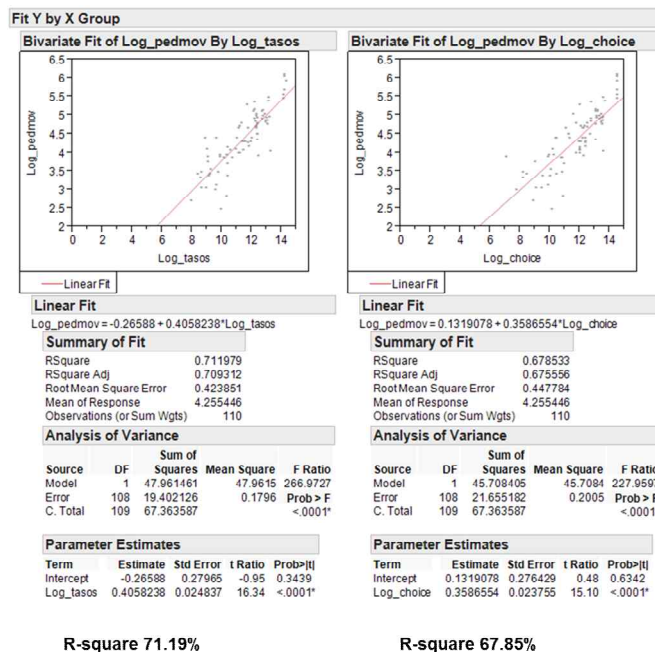 Fit Y by X Group
Bivariate Fit of Log_pedmov By Log_tasos
6.5
6
5.5
5
4.5
4
3.5
3
2.5
2
Log_pedmov
0 2 4 6 8 10 12 14
Log_tasos
Linear Fit
Linear Fit
Log_pedmov = -0.26588 + 0.4058238*Log_tasos
Summary of Fit
RSquare 0.711979
RSquare Adj 0.709312
Root Mean Square Error 0.423851
Mean of Response 4.255446
Observations (or Sum Wgts) 110
Analysis of Variance
Sum of
Source DF Squares Mean Square F Ratio
Model 1 47.961461 47.9615 266.9727
Error 108 19.402126 0.1796 Prob > F
C. Total 109 67.363587 <.0001*
Parameter Estimates
Term Estimate Std Error t Ratio Prob>|t|
Intercept -0.26588 0.27965 -0.95 0.3439
Log_tasos 0.4058238 0.024837 16.34 <.0001*
R-square 71.19%
Bivariate Fit of Log_pedmov By Log_choice
6.5
6
5.5
5
4.5
4
3.5
3
2.5
2
Log_pedmov
0 2 4 6 8 10 12 14
Log_choice
Linear Fit
Linear Fit
Log_pedmov = 0.1319078 + 0.3586554*Log_choice
Summary of Fit
RSquare 0.678533
RSquare Adj 0.675556
Root Mean Square Error 0.447784
Mean of Response 4.255446
Observations (or Sum Wgts) 110
Analysis of Variance
Sum of
Source DF Squares Mean Square F Ratio
Model 1 45.708405 45.7084 227.9597
Error 108 21.655182 0.2005 Prob > F
C. Total 109 67.363587 <.0001
Parameter Estimates
Term Estimate Std Error t Ratio Prob>|t|
Intercept 0.1319078 0.276429 0.48 0.6342
Log_choice 0.3586554 0.023755 15.10 <.0001*
R-square 67.85%